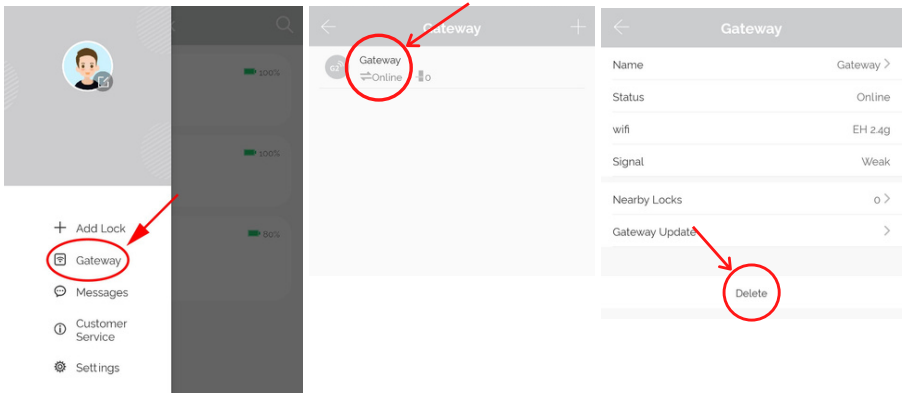 100%
100%
80%
+ Add Lock
Gateway
Messages
Customer
Service
Settings
Gateway
G2
Gateway
Online
0
Gateway
Name Gateway >
Status Online
wifi EH 2.4g
Signal Weak
Nearby Locks 0 >
Gateway Update >
Delete